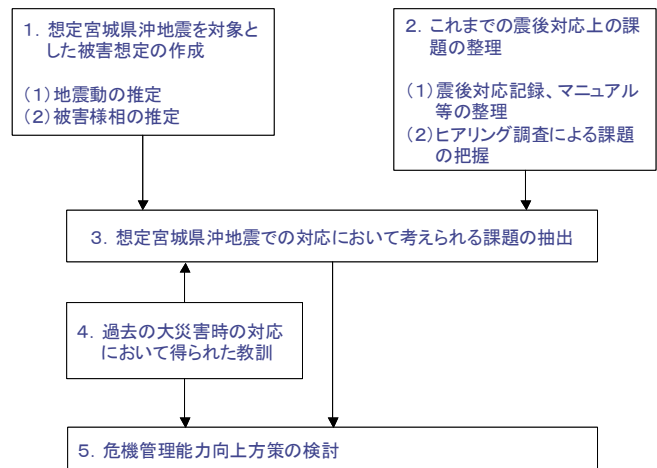 1．想定宮城県沖地震を対象と
した被害想定の作成
（1）地震動の推定
（2）被害様相の推定
2．これまでの震後対応上の課
題の整理
（1）震後対応記録、マニュアル
等の整理
（2）ヒアリング調査による課題
の把握
3．想定宮城県沖地震での対応において考えられる課題の抽出
4．過去の大災害時の対応
において得られた教訓
5．危機管理能力向上方策の検討